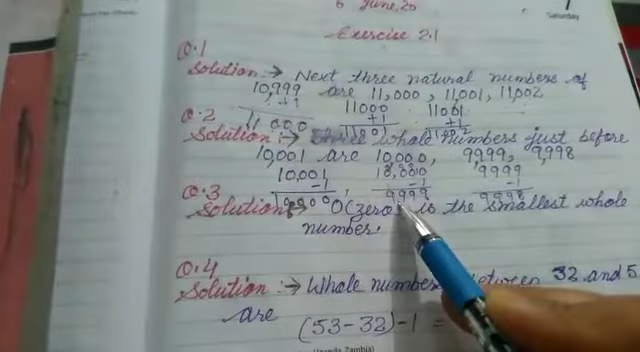 6 June, 20
Saturday
Exercise 2.1
Q.1
Solution :→ Next three natural numbers of
10,999 are 11,000, 11,001, 11,002
+1 11000 11001
11,000 +1 +1
Q.2
Solution :→ whole numbers just before
10,001 are 10,000, 9999, 9,998
10,001 10,000 9999
-1 , -1 -1
9999 9998
Q.3
Solution 0(zero) is the smallest whole
number.
Q.4
Solution :→ Whole number between 32 and 5
are (53-32)-1 =